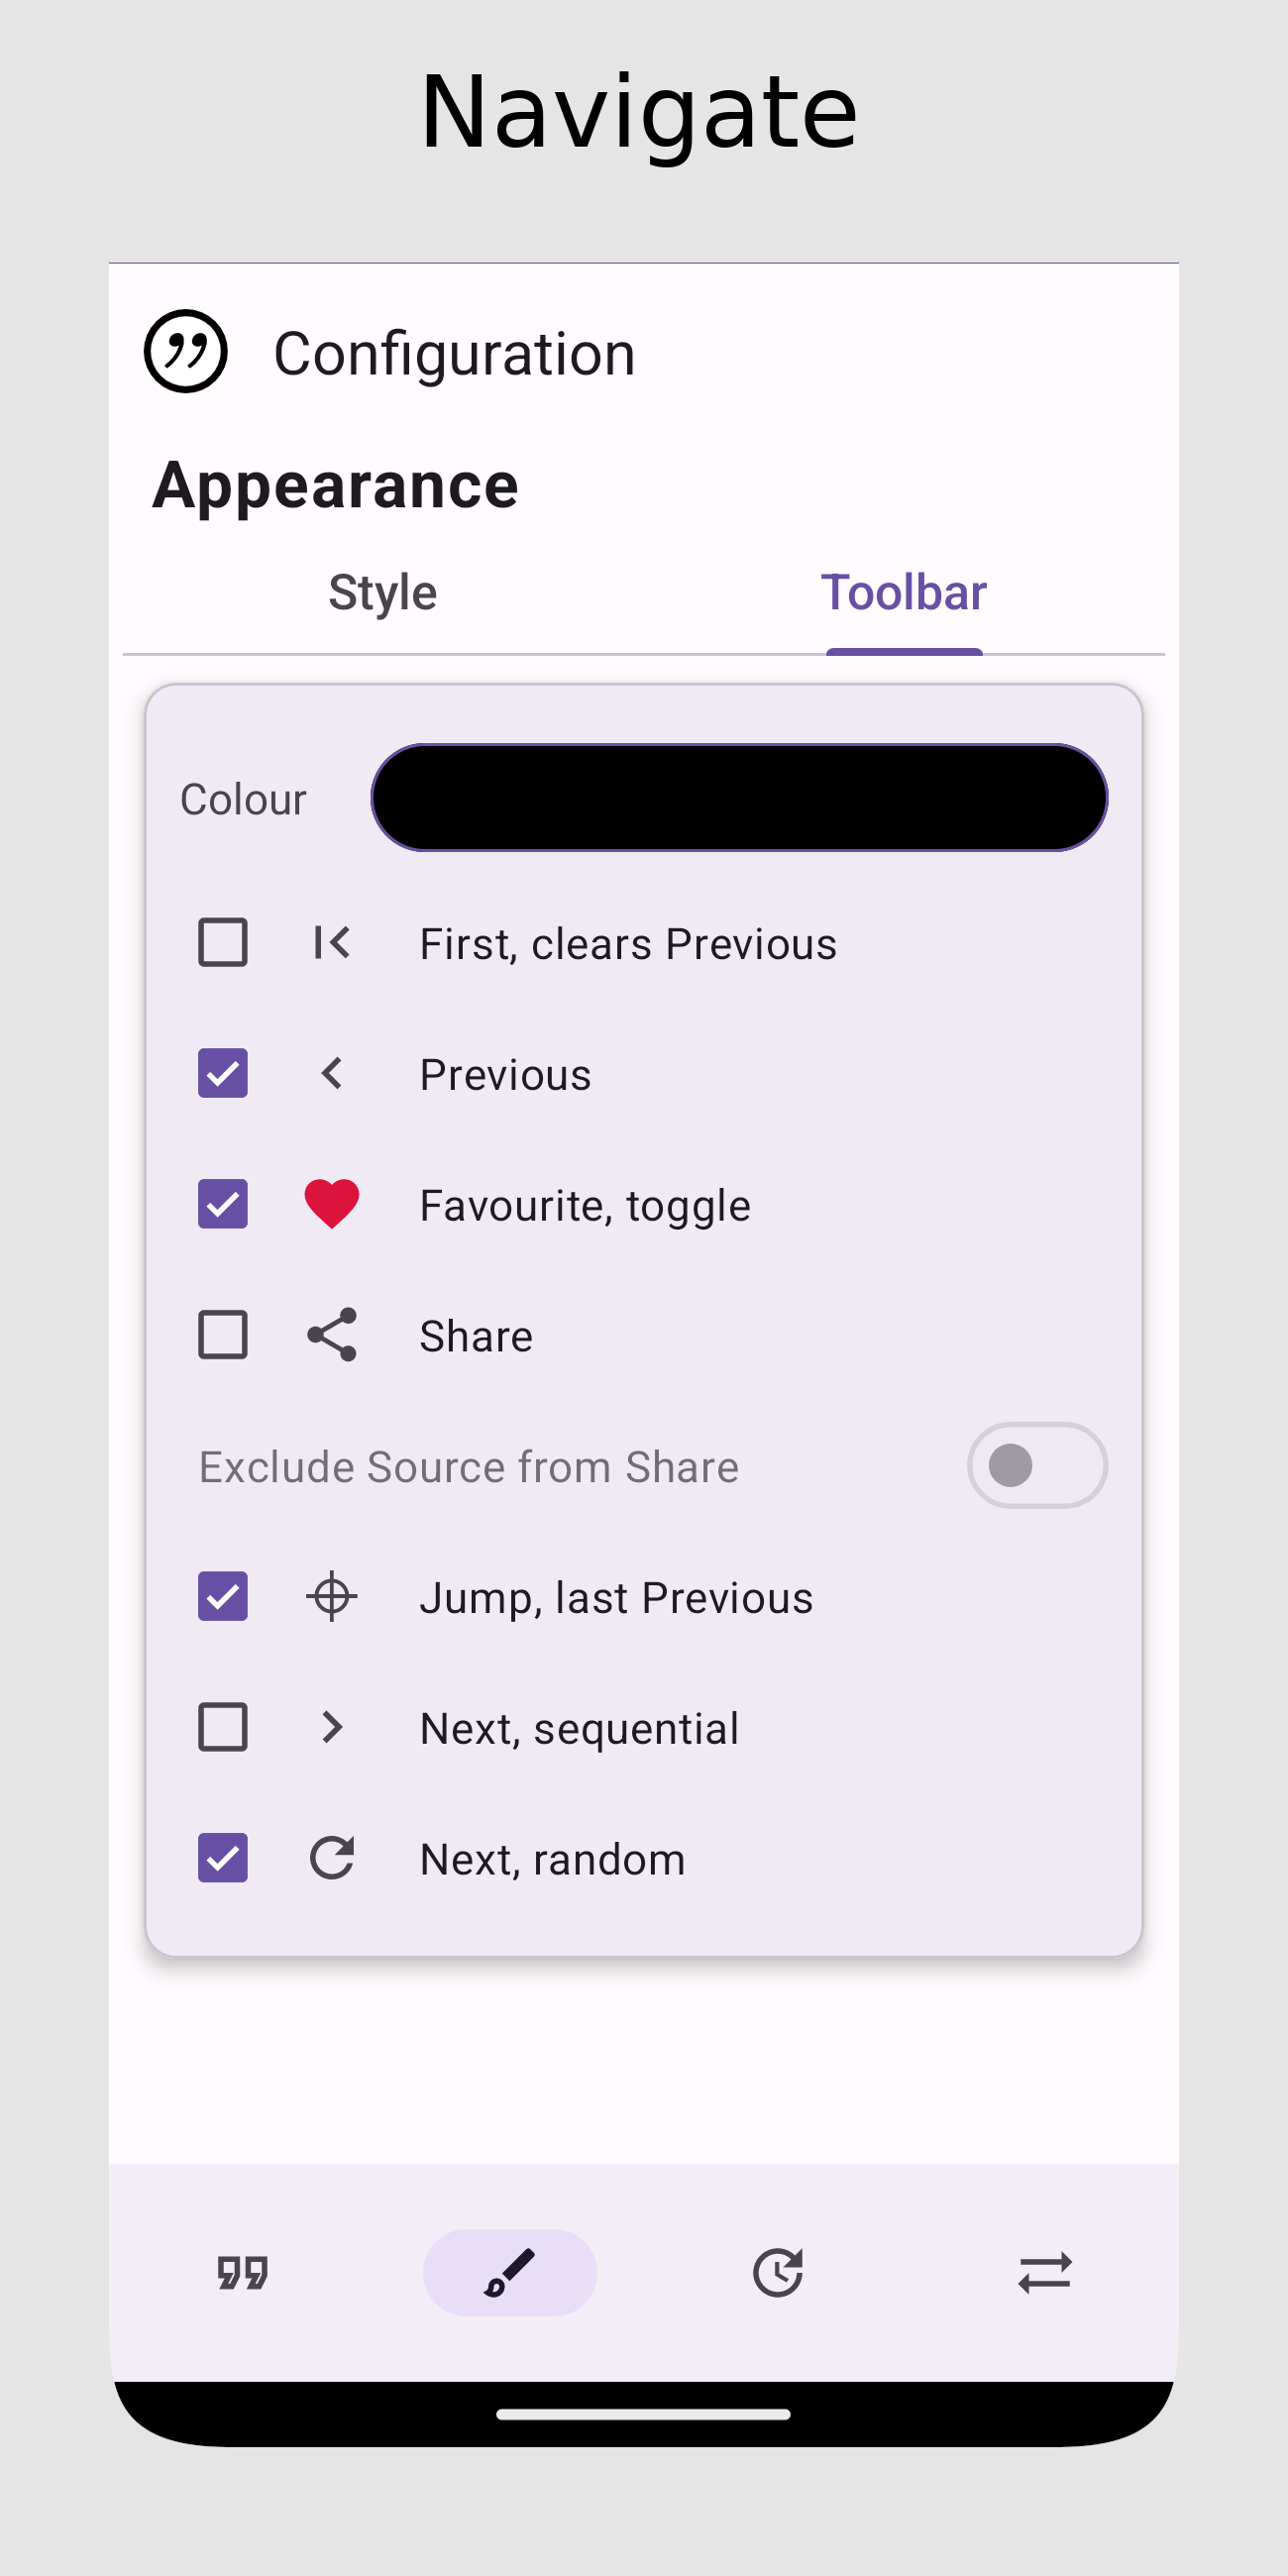 Navigate
Configuration
Appearance
Style
Toolbar
Colour
First, clears Previous
Previous
Favourite, toggle
Share
Exclude Source from Share
Jump, last Previous
Next, sequential
Next, random